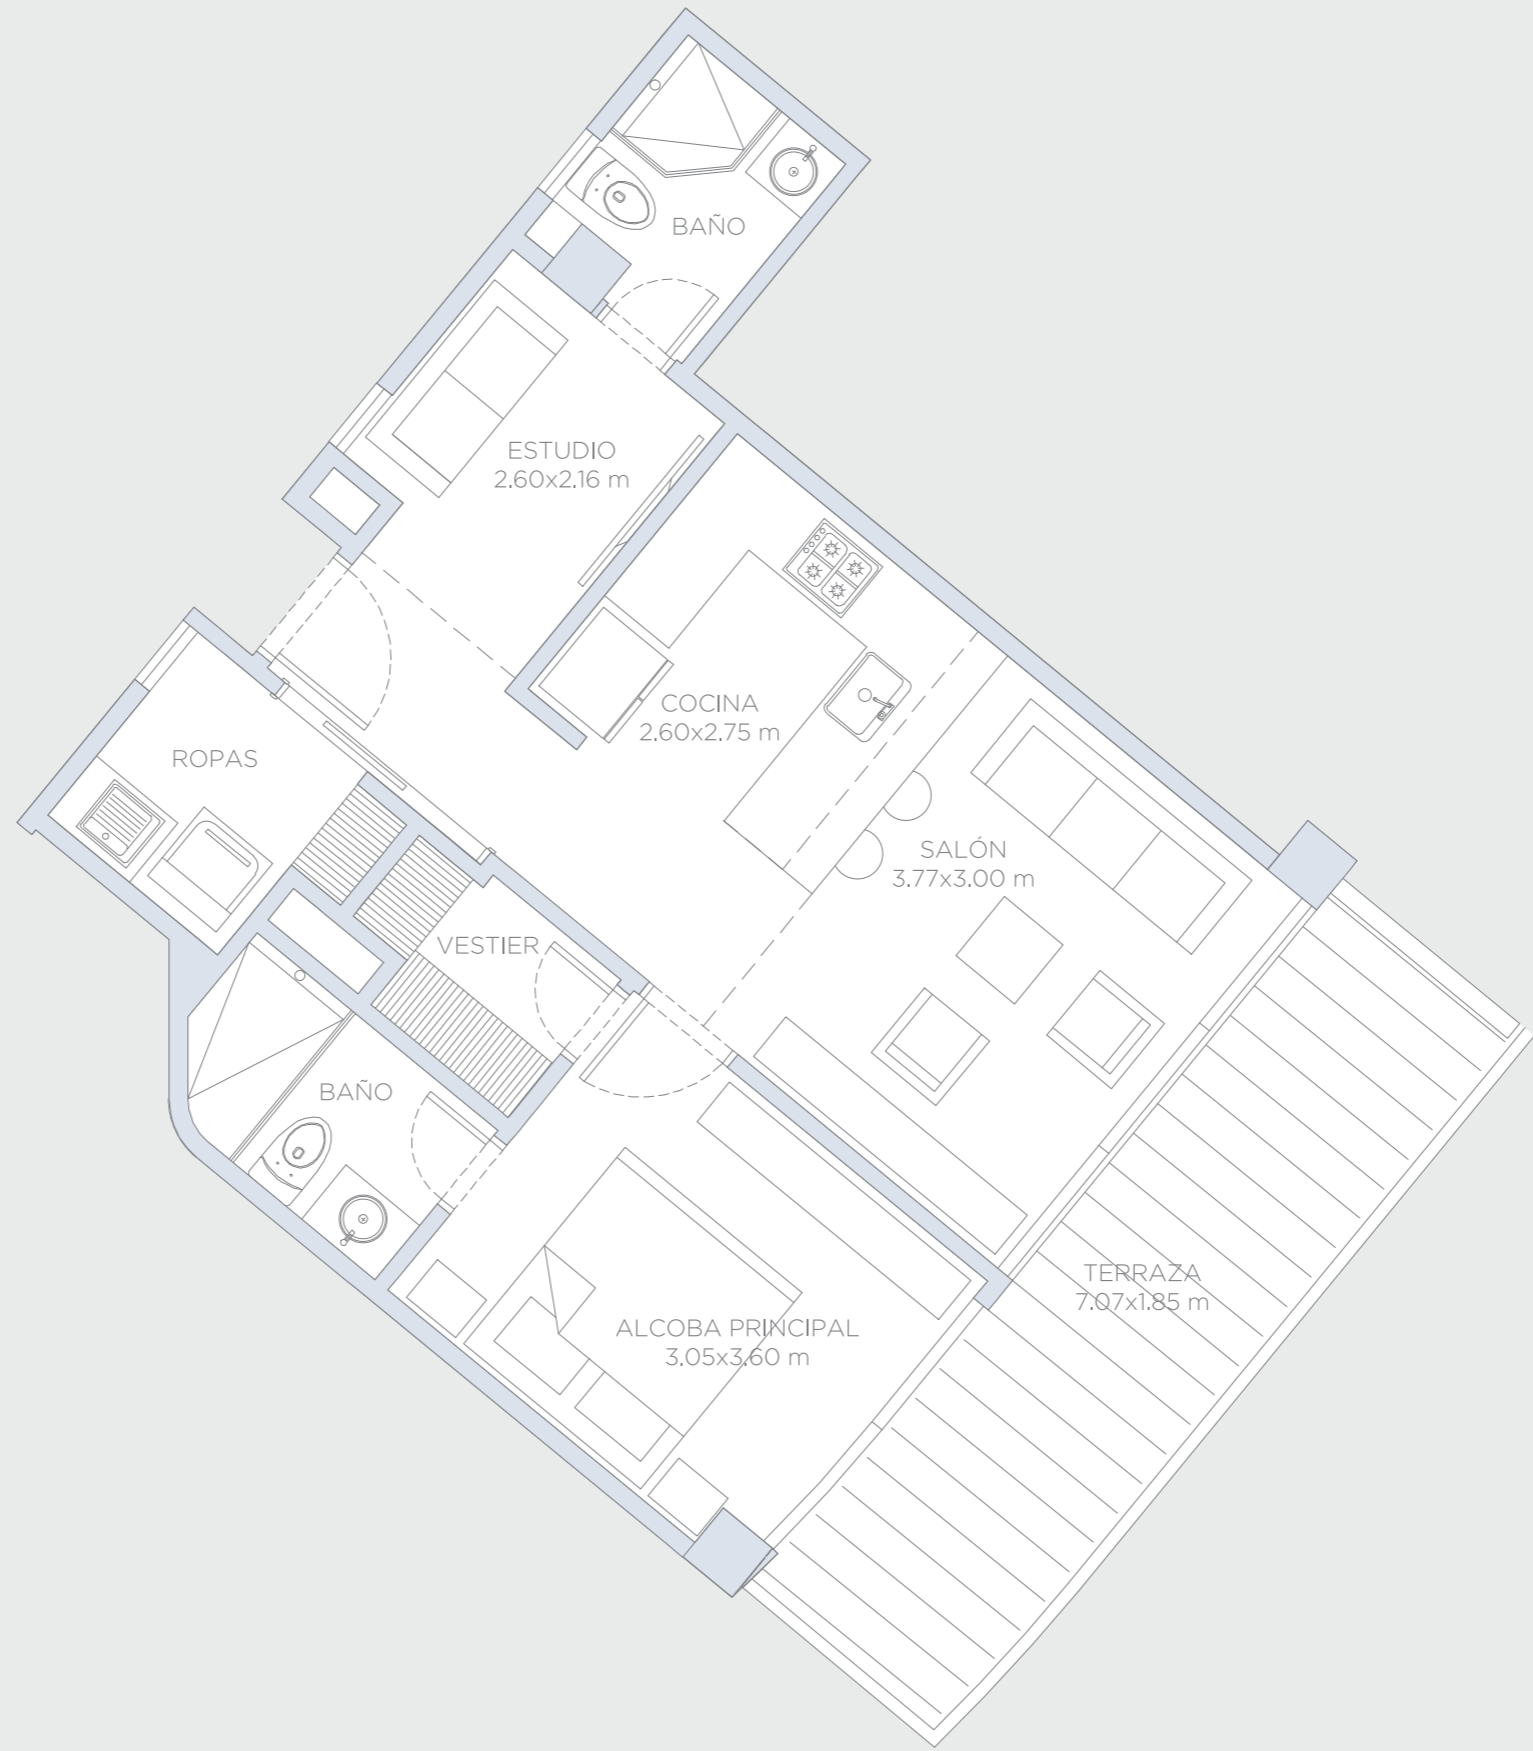 BAÑO
ESTUDIO
2.60x2.16 m
COCINA
2.60x2.75 m
ROPAS
SALÓN
3.77x3.00 m
VESTIER
BAÑO
TERRAZA
7.07x1.85 m
ALCOBA PRINCIPAL
3.05x3.60 m